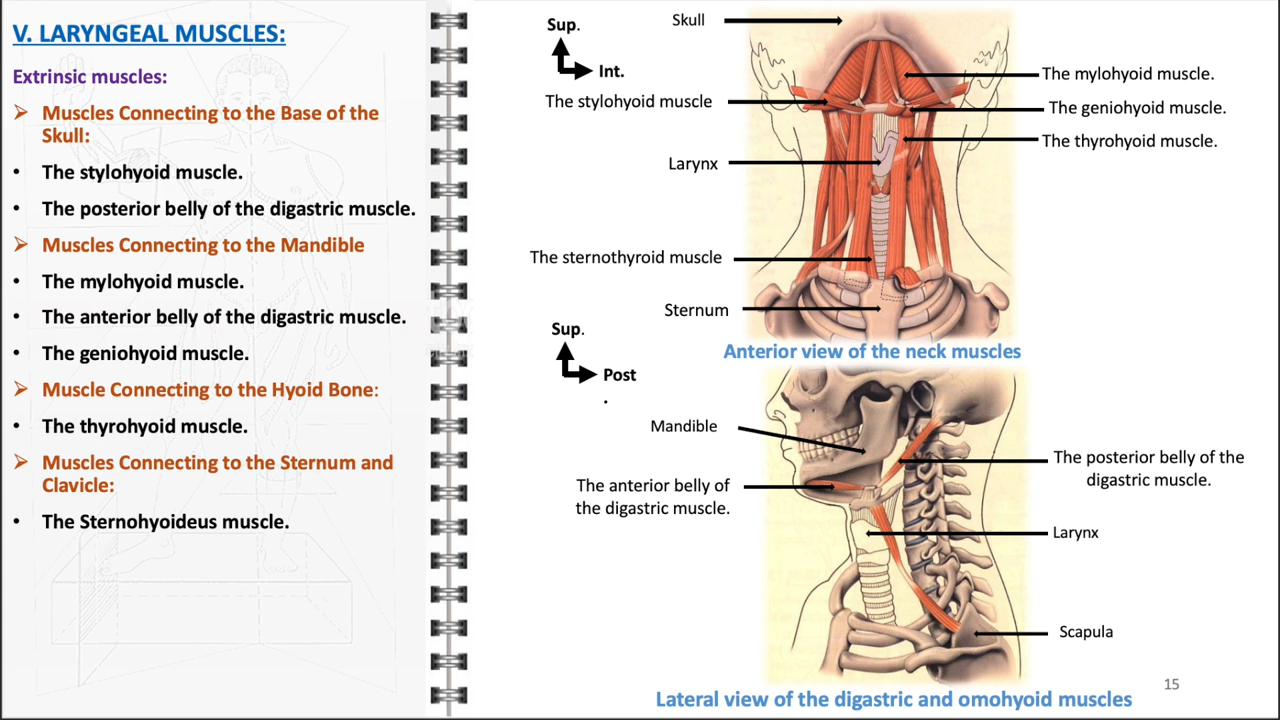 V. LARYNGEAL MUSCLES:
Extrinsic muscles:
➢ Muscles Connecting to the Base of the
Skull:
• The stylohyoid muscle.
• The posterior belly of the digastric muscle.
➢ Muscles Connecting to the Mandible
• The mylohyoid muscle.
• The anterior belly of the digastric muscle.
• The geniohyoid muscle.
➢ Muscle Connecting to the Hyoid Bone:
• The thyrohyoid muscle.
➢ Muscles Connecting to the Sternum and
Clavicle:
• The Sternohyoideus muscle.
Sup.
Int.
Skull
The stylohyoid muscle
Larynx
The sternothyroid muscle
Sternum
The mylohyoid muscle.
The geniohyoid muscle.
The thyrohyoid muscle.
Anterior view of the neck muscles
Sup.
Post
.
Mandible
The anterior belly of
the digastric muscle.
The posterior belly of the
digastric muscle.
Larynx
Scapula
Lateral view of the digastric and omohyoid muscles
15